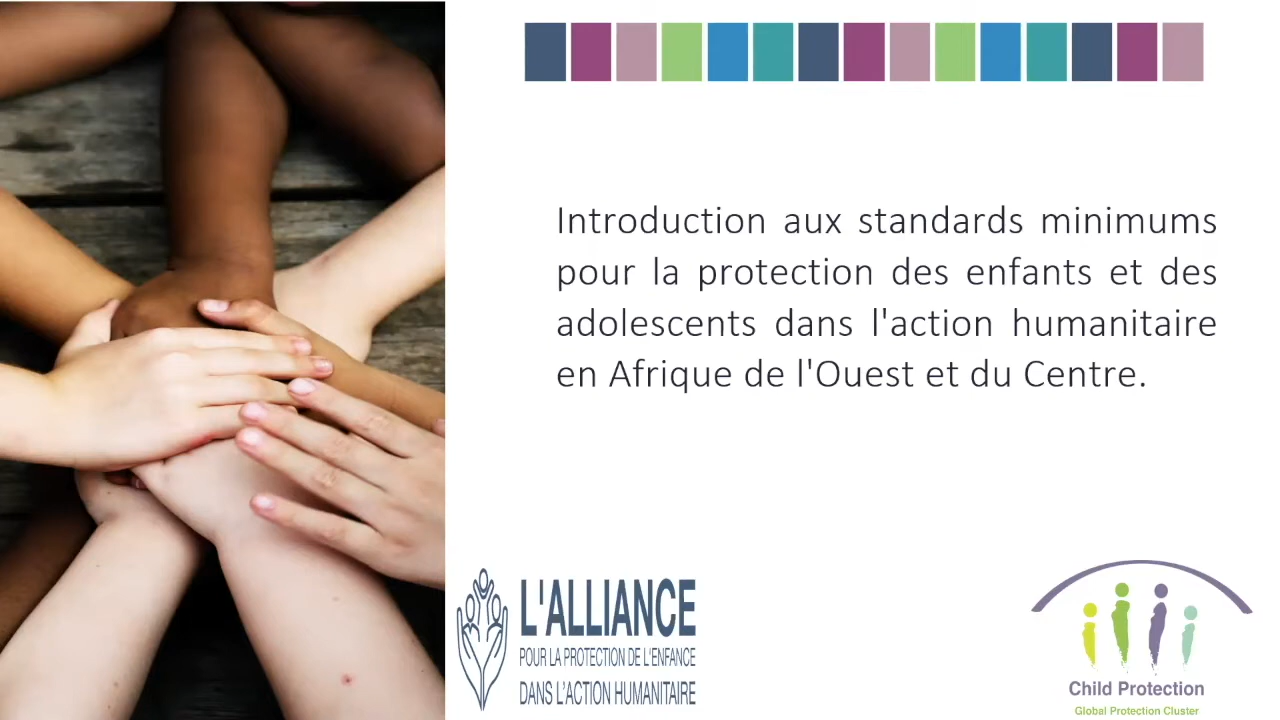 Introduction aux standards minimums
pour la protection des enfants et des
adolescents dans l'action humanitaire
en Afrique de l'Ouest et du Centre.
L'ALLIANCE
POUR LA PROTECTION DE L'ENFANCE
DANS L'ACTION HUMANITAIRE
Child Protection
Global Protection Cluster